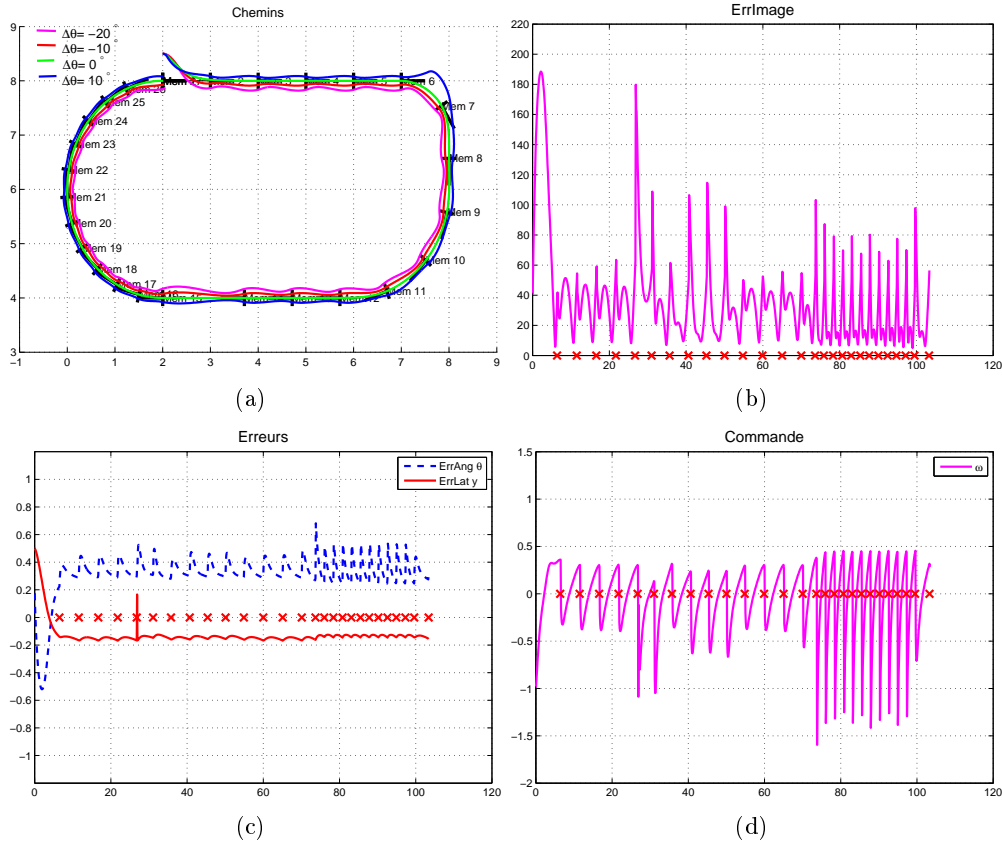 Chemins
Δθ= −20°
Δθ= −10°
Δθ= 0°
Δθ= 10°
9
8
7
6
5
4
3
−1 0 1 2 3 4 5 6 7 8 9
6
Mem 7
Mem 8
Mem 9
Mem 10
Mem 11
Mem 17
Mem 18
Mem 19
Mem 20
Mem 21
Mem 22
Mem 23
Mem 24
Mem 25
(a)
ErrImage
220
200
180
160
140
120
100
80
60
40
20
0
0 20 40 60 80 100 120
(b)
Erreurs
ErrAng θ
ErrLat y
1
0.8
0.6
0.4
0.2
0
−0.2
−0.4
−0.6
−0.8
−1
0 20 40 60 80 100 120
(c)
Commande
ω
1.5
1
0.5
0
−0.5
−1
−1.5
−2
0 20 40 60 80 100 120
(d)